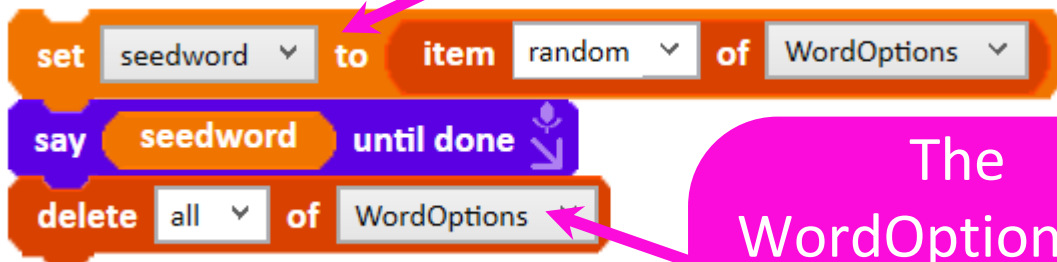 set seedword to item random of WordOptions
say seedword until done
delete all of WordOptions
The
WordOption